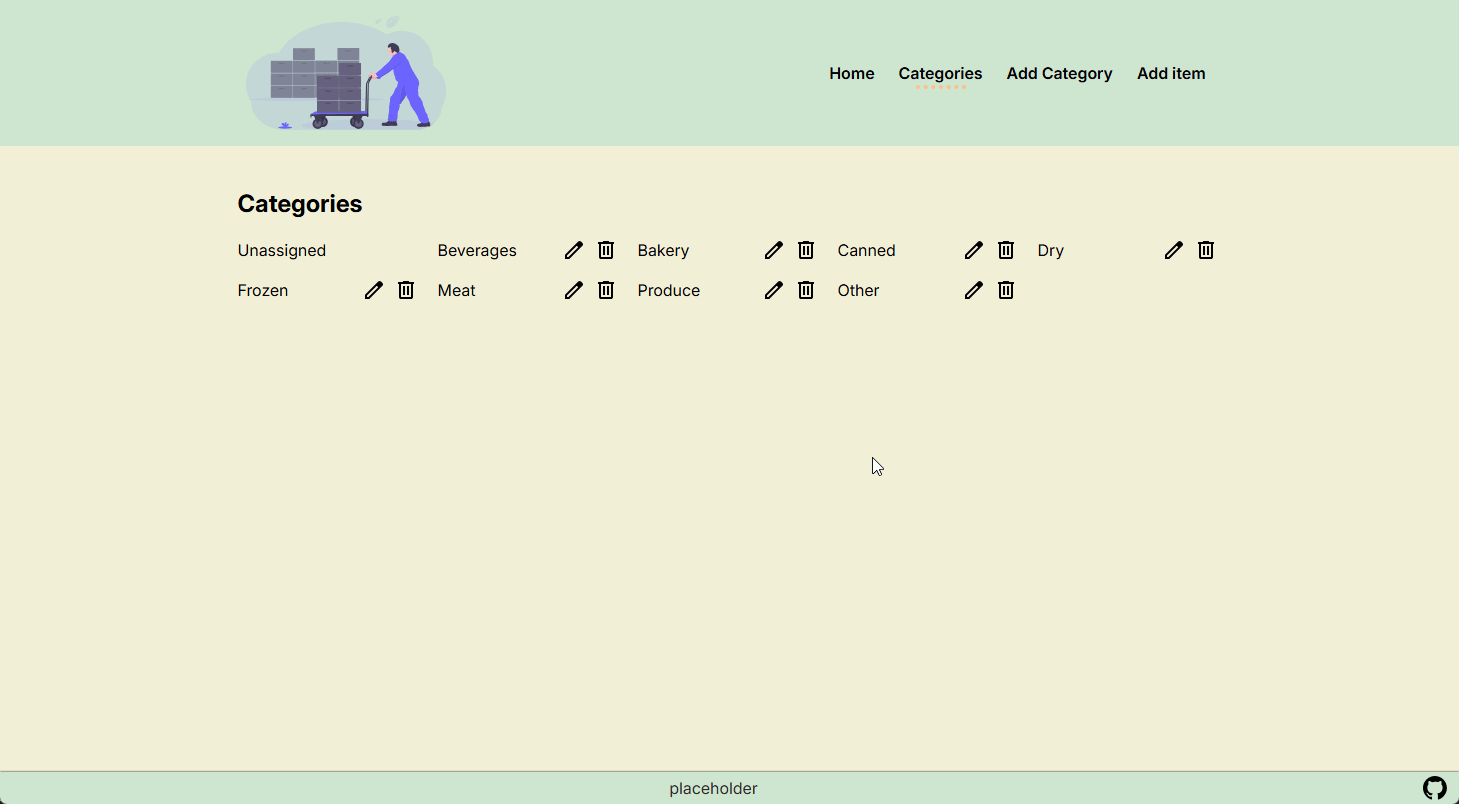 Home Categories Add Category Add item
Categories
Unassigned Beverages Bakery Canned Dry
Frozen Meat Produce Other
placeholder